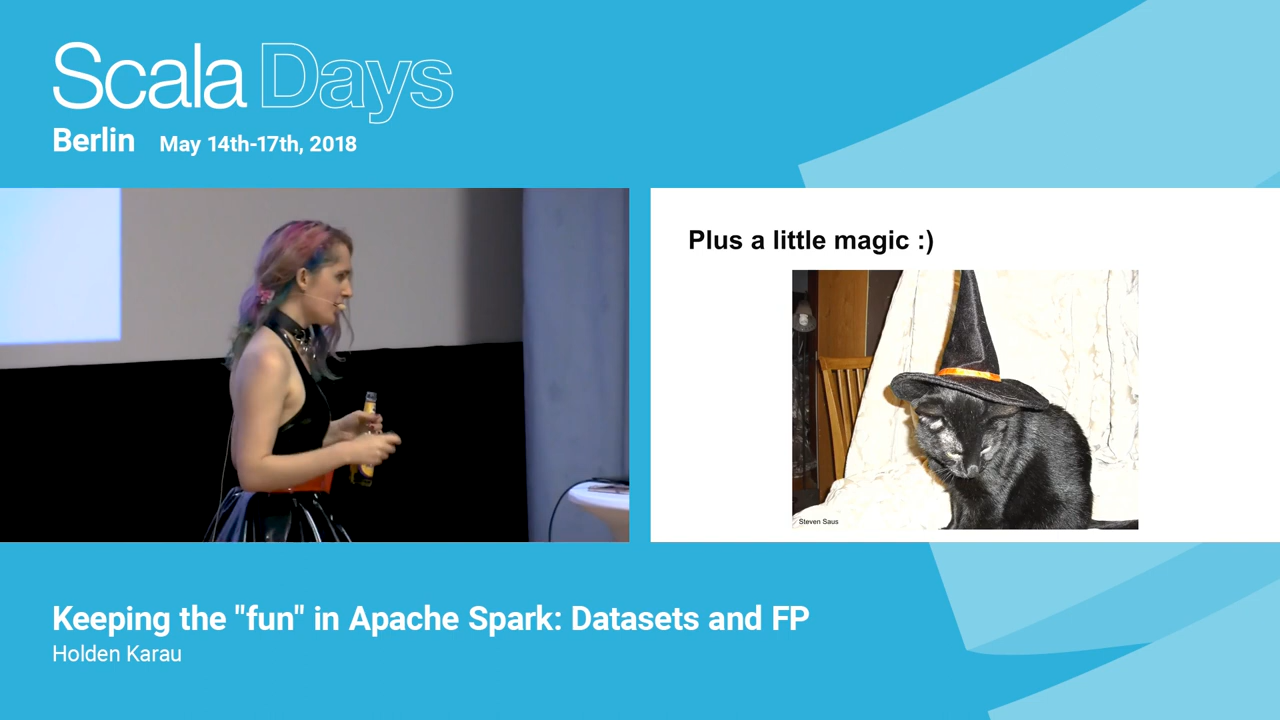 Scala Days
Berlin May 14th-17th, 2018
Plus a little magic :)
Steven Saus
Keeping the "fun" in Apache Spark: Datasets and FP
Holden Karau